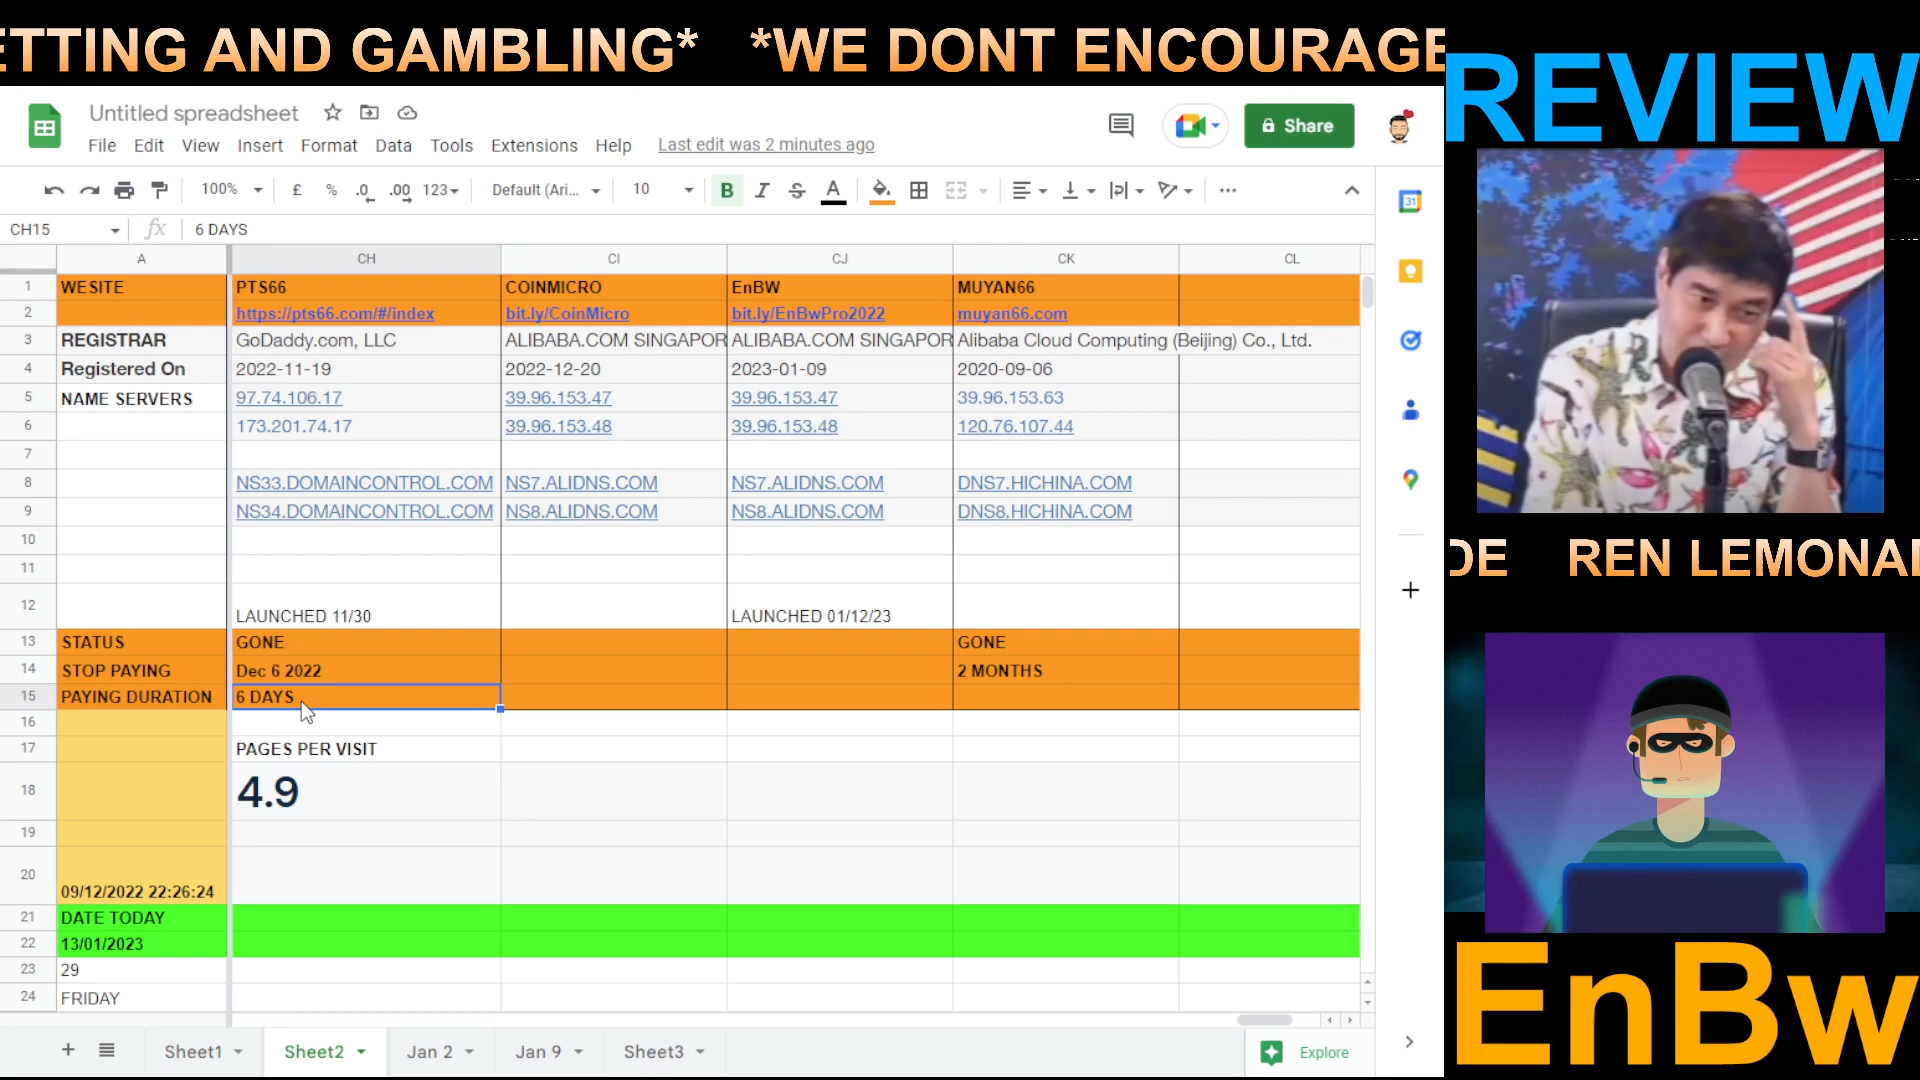 ETTING AND GAMBLING* *WE DONT ENCOURAGE
REVIEW
Untitled spreadsheet
File Edit View Insert Format Data Tools Extensions Help Last edit was 2 minutes ago
Share
100% £ % .0 .00 123 Default (Ari... 10 B I S A
31
CH15 fx 6 DAYS
A CH CI CJ CK CL
1 WESITE PTS66 COINMICRO EnBW MUYAN66
2 https://pts66.com/#/index bit.ly/CoinMicro bit.ly/EnBwPro2022 muyan66.com
3 REGISTRAR GoDaddy.com, LLC ALIBABA.COM SINGAPOR ALIBABA.COM SINGAPOR Alibaba Cloud Computing (Beijing) Co., Ltd.
4 Registered On 2022-11-19 2022-12-20 2023-01-09 2020-09-06
5 NAME SERVERS 97.74.106.17 39.96.153.47 39.96.153.47 39.96.153.63
6 173.201.74.17 39.96.153.48 39.96.153.48 120.76.107.44
7
8 NS33.DOMAINCONTROL.COM NS7.ALIDNS.COM NS7.ALIDNS.COM DNS7.HICHINA.COM
9 NS34.DOMAINCONTROL.COM NS8.ALIDNS.COM NS8.ALIDNS.COM DNS8.HICHINA.COM
10
11
12 LAUNCHED 11/30 LAUNCHED 01/12/23
13 STATUS GONE GONE
14 STOP PAYING Dec 6 2022 2 MONTHS
15 PAYING DURATION 6 DAYS
16
17 PAGES PER VISIT
18 4.9
19
20 09/12/2022 22:26:24
21 DATE TODAY
22 13/01/2023
23 29
24 FRIDAY
Sheet1 Sheet2 Jan 2 Jan 9 Sheet3 Explore
DE REN LEMONA
EnBw